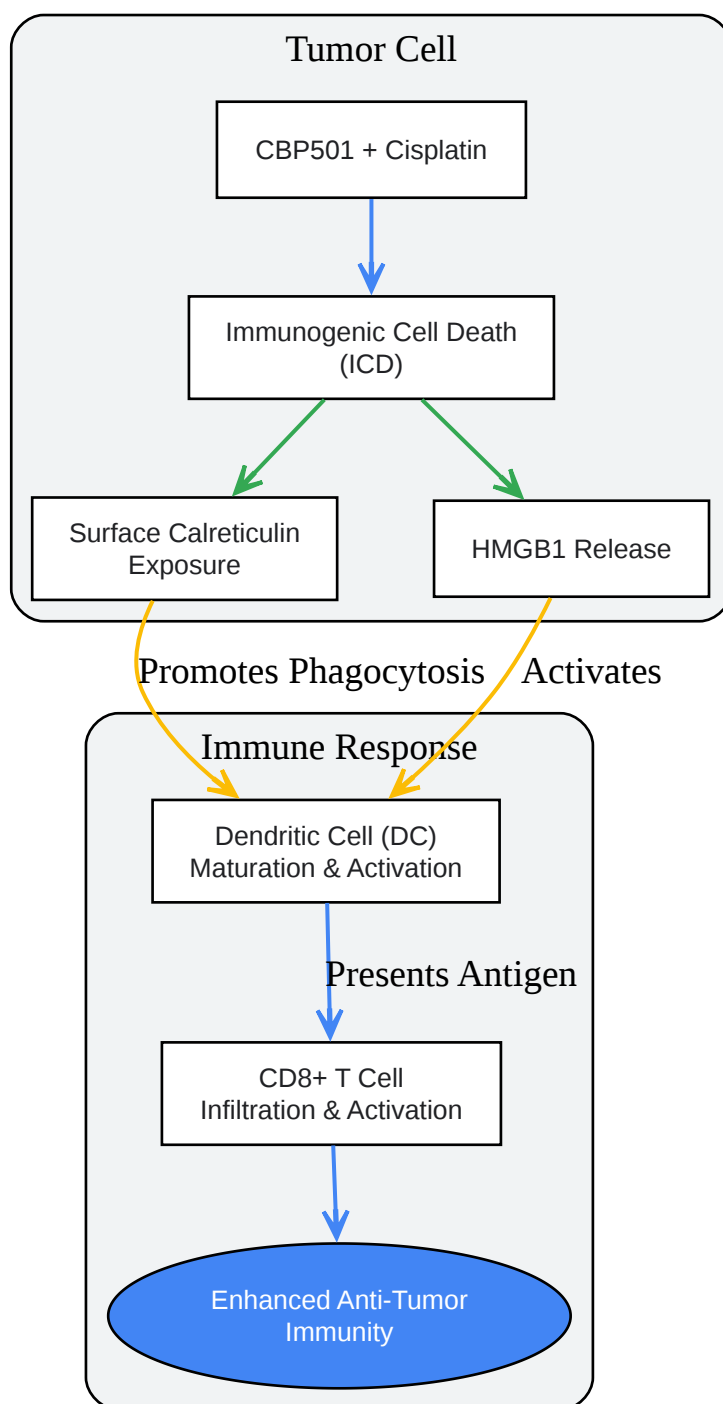 Tumor Cell
CBP501 + Cisplatin
Immunogenic Cell Death
(ICD)
Surface Calreticulin
Exposure
HMGB1 Release
Promotes Phagocytosis
Activates
Immune Response
Dendritic Cell (DC)
Maturation & Activation
Presents Antigen
CD8+ T Cell
Infiltration & Activation
Enhanced Anti-Tumor
Immunity